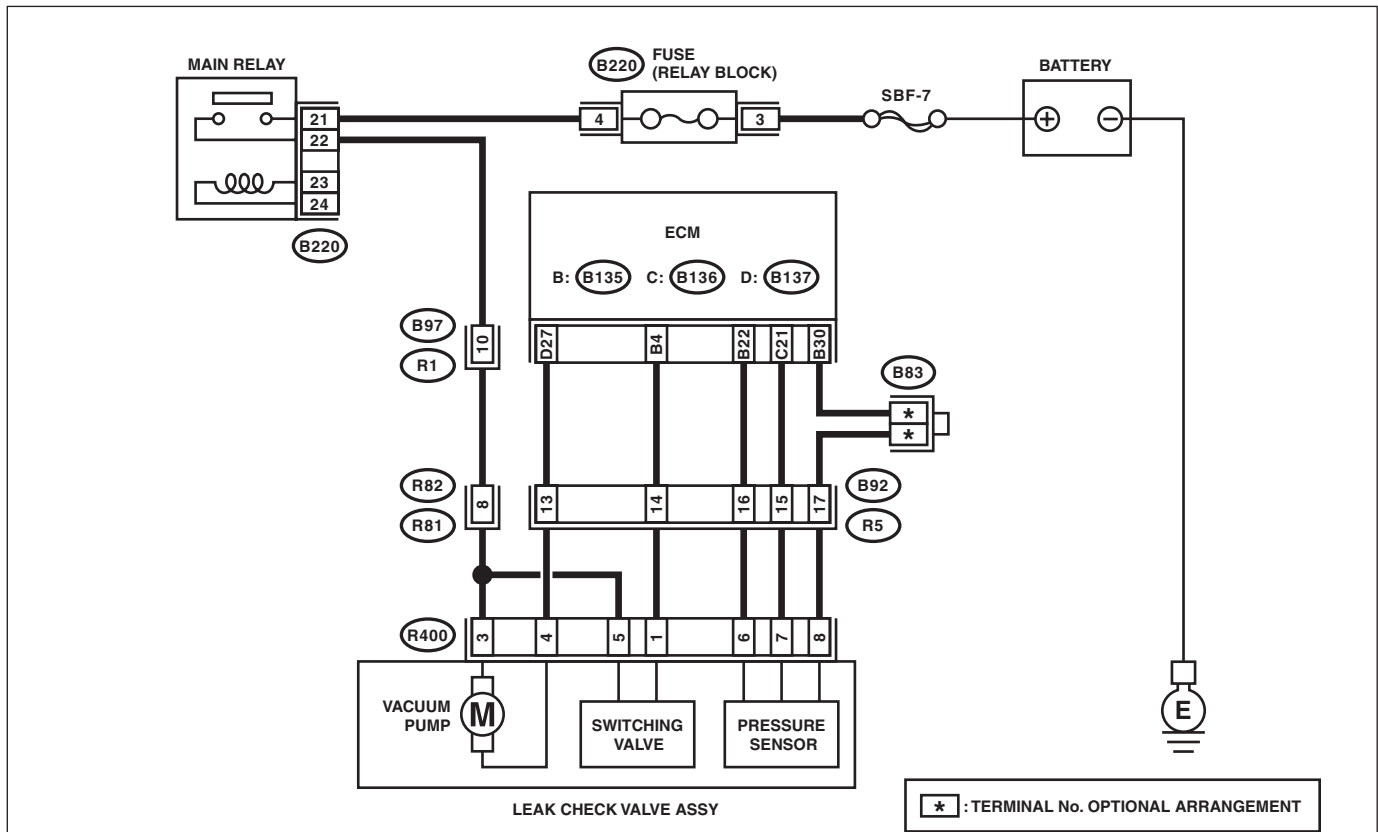 MAIN RELAY
B220
FUSE
(RELAY BLOCK)
SBF-7
BATTERY
21
22
23
24
B220
4
3
+
−
ECM
B: B135 C: B136 D: B137
D27 B4 B22 C21 B30
B97
R1
10
B83
*
*
R82
R81
8
13 14 16 15 17
B92
R5
R400
3 4 5 1 6 7 8
VACUUM
PUMP
M
SWITCHING
VALVE
PRESSURE
SENSOR
E
LEAK CHECK VALVE ASSY
* : TERMINAL No. OPTIONAL ARRANGEMENT